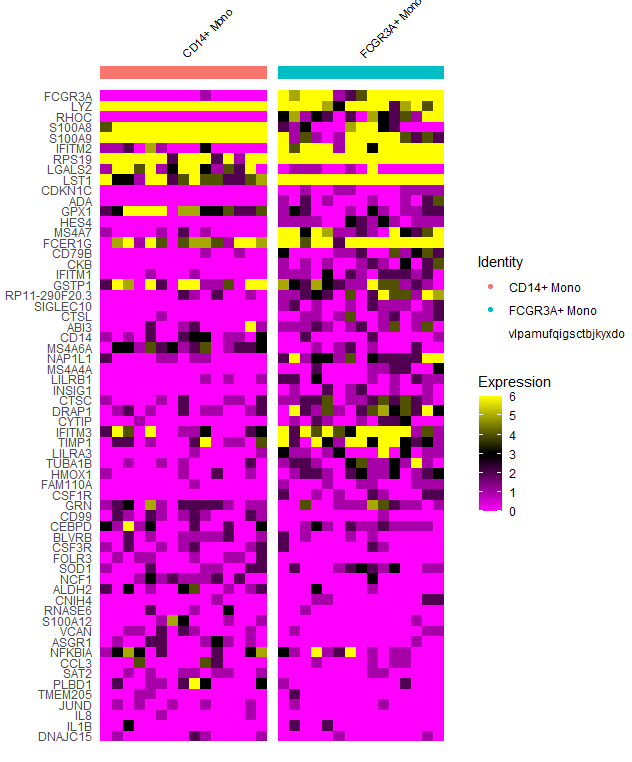 CD14+ Mono
FCGR3A+ Mono
FCGR3A
LYZ
RHOC
S100A8
S100A9
IFITM2
RPS19
LGALS2
LST1
CDKN1C
ADA
GPX1
HES4
MS4A7
FCER1G
CD79B
CKB
IFITM1
GSTP1
RP11-290F20.3
SIGLEC10
CTSL
ABI3
CD14
MS4A6A
NAP1L1
MS4A4A
LILRB1
INSIG1
CTSC
DRAP1
CYTIP
IFITM3
TIMP1
LILRA3
TUBA1B
HMOX1
FAM110A
CSF1R
GRN
CD99
CEBPD
BLVRB
CSF3R
FOLR3
SOD1
NCF1
ALDH2
CNIH4
RNASE6
S100A12
VCAN
ASGR1
NFKBIA
CCL3
SAT2
PLBD1
TMEM205
JUND
IL8
IL1B
DNAJC15
Identity
CD14+ Mono
FCGR3A+ Mono
vlpamufqigsctbjkyxdo
Expression
6
5
4
3
2
1
0